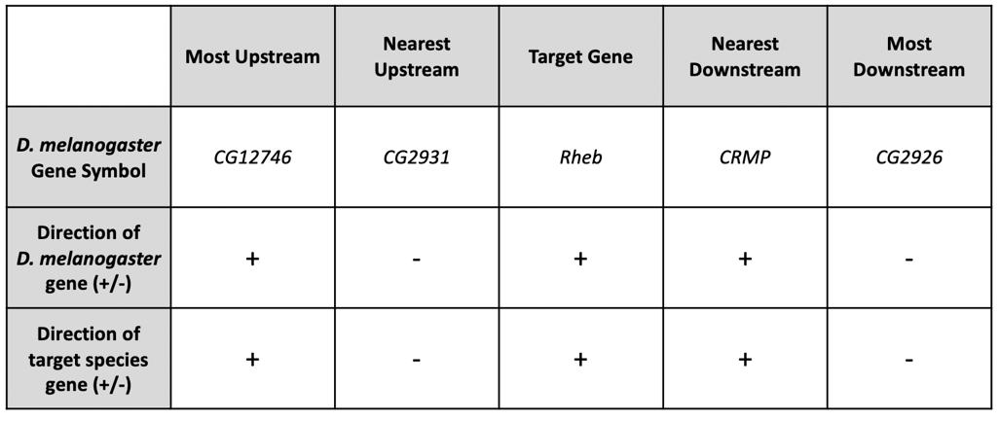 Most Upstream
Nearest
Upstream
Target Gene
Nearest
Downstream
Most
Downstream
D. melanogaster
Gene Symbol
CG12746
CG2931
Rheb
CRMP
CG2926
Direction of
D. melanogaster
gene (+/-)
+
-
+
+
-
Direction of
target species
gene (+/-)
+
-
+
+
-